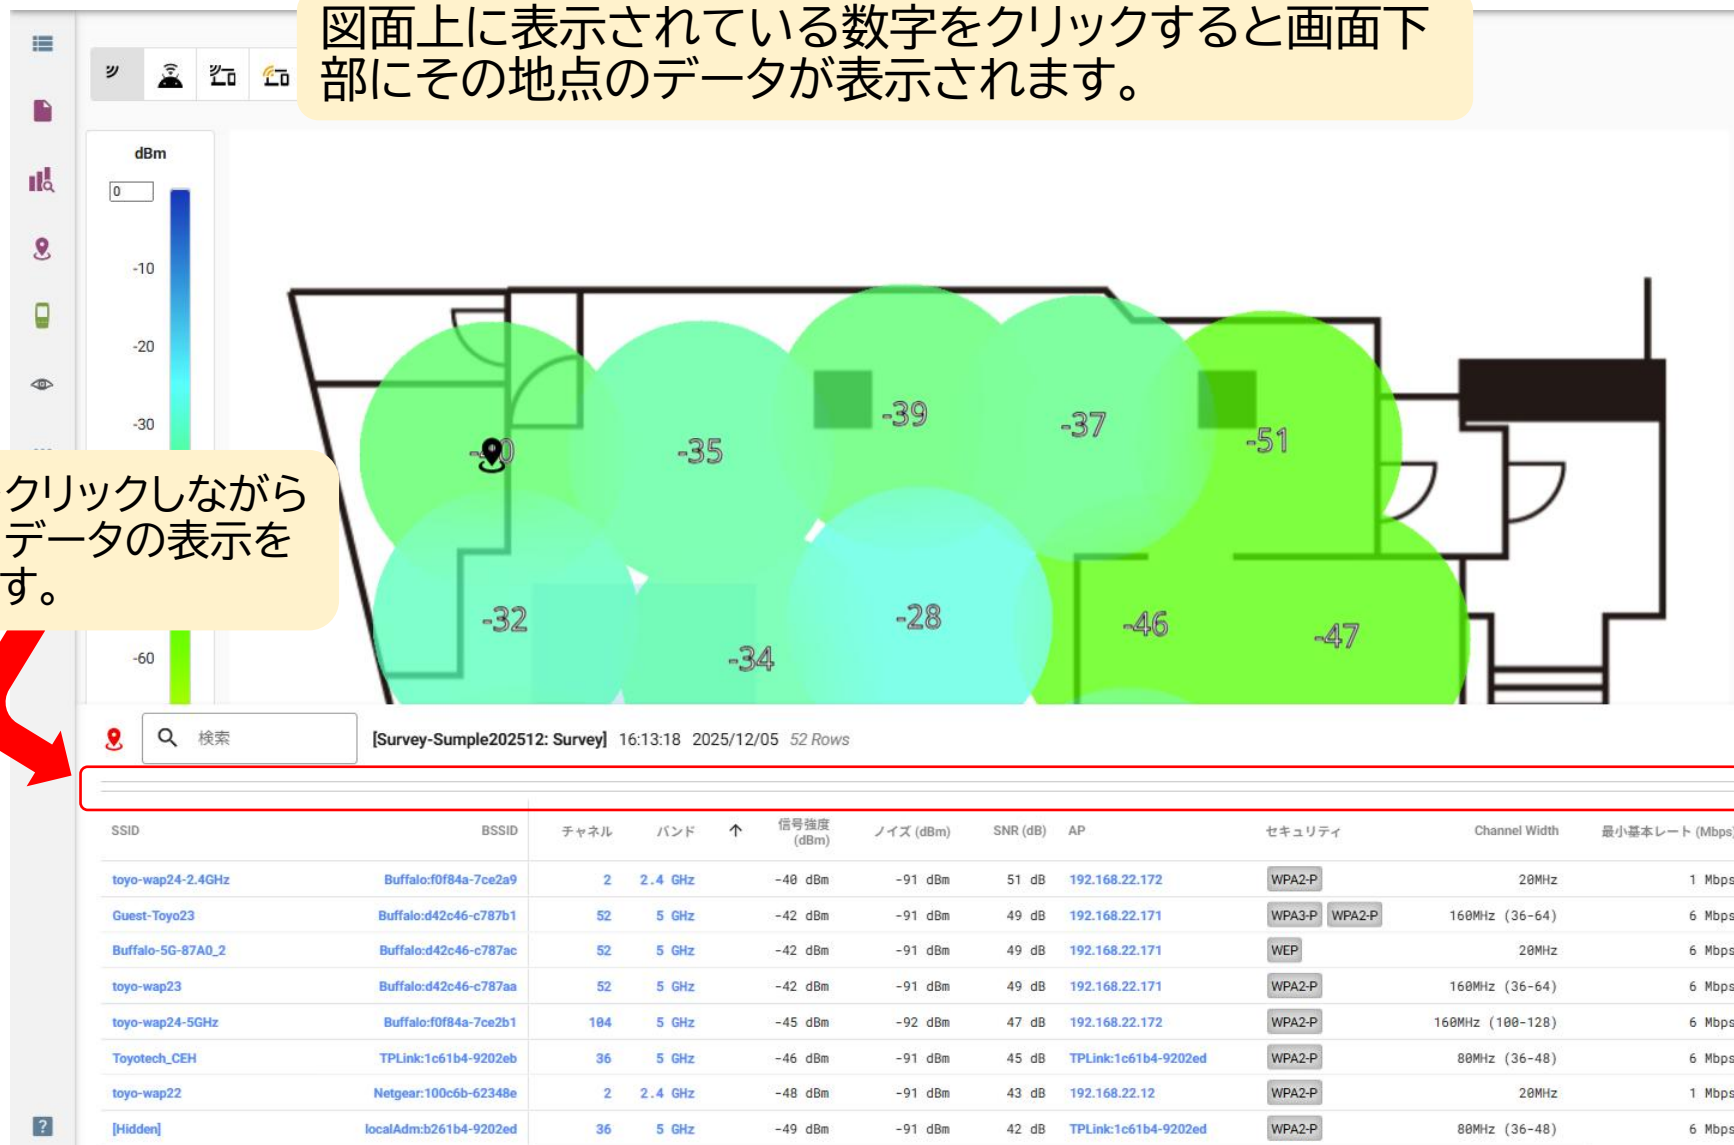 図面上に表示されている数字をクリックすると画面下
部にその地点のデータが表示されます。
dBm
0
-10
-20
-30
クリックしながら
データの表示を
す。
-60
-39
-37
-51
-35
-32
-28
-46
-47
-34
検索
[Survey-Sumple202512: Survey] 16:13:18 2025/12/05 52 Rows
SSID BSSID チャネル バンド ↑ 信号強度 (dBm) ノイズ (dBm) SNR (dB) AP セキュリティ Channel Width 最小基本レート (Mbps)
toyo-wap24-2.4GHz Buffalo:f0f84a-7ce2a9 2 2.4 GHz -40 dBm -91 dBm 51 dB 192.168.22.172 WPA2-P 20MHz 1 Mbps
Guest-Toyo23 Buffalo:d42c46-c787b1 52 5 GHz -42 dBm -91 dBm 49 dB 192.168.22.171 WPA3-P WPA2-P 160MHz (36-64) 6 Mbps
Buffalo-5G-87A0_2 Buffalo:d42c46-c787ac 52 5 GHz -42 dBm -91 dBm 49 dB 192.168.22.171 WEP 20MHz 6 Mbps
toyo-wap23 Buffalo:d42c46-c787aa 52 5 GHz -42 dBm -91 dBm 49 dB 192.168.22.171 WPA2-P 160MHz (36-64) 6 Mbps
toyo-wap24-5GHz Buffalo:f0f84a-7ce2b1 104 5 GHz -45 dBm -92 dBm 47 dB 192.168.22.172 WPA2-P 160MHz (100-128) 6 Mbps
Toyotech_CEH TPLink:1c61b4-9202eb 36 5 GHz -46 dBm -91 dBm 45 dB TPLink:1c61b4-9202ed WPA2-P 80MHz (36-48) 6 Mbps
toyo-wap22 Netgear:100c6b-62348e 2 2.4 GHz -48 dBm -91 dBm 43 dB 192.168.22.12 WPA2-P 20MHz 1 Mbps
[Hidden] localAdm:b261b4-9202ed 36 5 GHz -49 dBm -91 dBm 42 dB TPLink:1c61b4-9202ed WPA2-P 80MHz (36-48) 6 Mbps
?